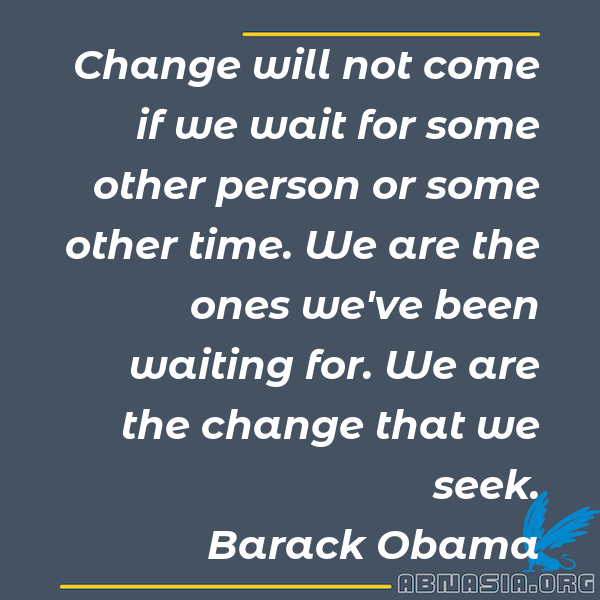 Change will not come
if we wait for some
other person or some
other time. We are the
ones we've been
waiting for. We are
the change that we
seek.
Barack Obama
ABNASIA.ORG